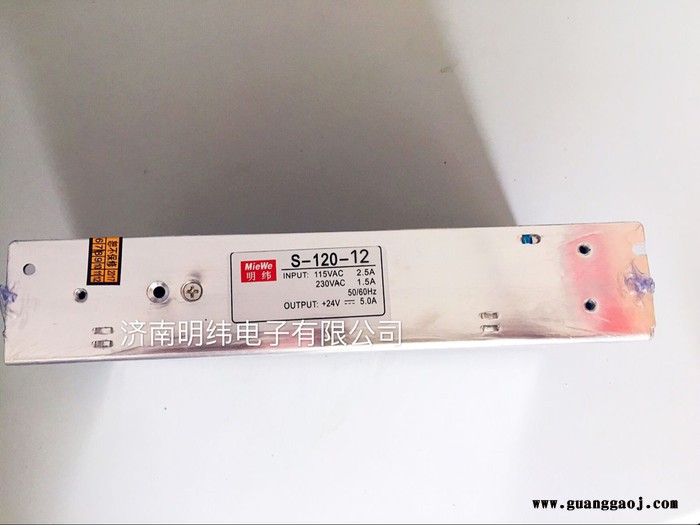 MieWe
明纬
S-120-12
INPUT: 115VAC 2.5A
230VAC 1.5A
50/60Hz
OUTPUT: +24V ⎓ 5.0A
济南明纬电子有限公司
www.guanggaoj.com